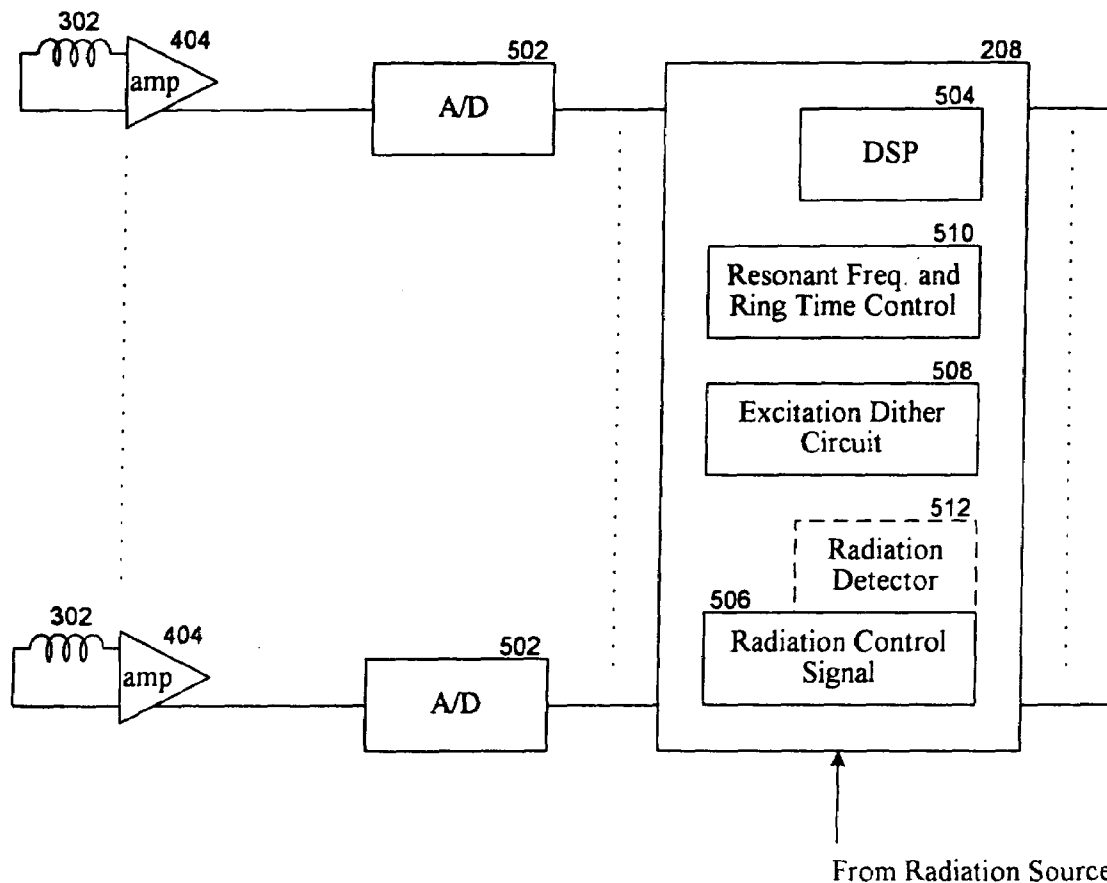 302
404
amp
502
A/D
208
504
DSP
510
Resonant Freq. and
Ring Time Control
508
Excitation Dither
Circuit
512
Radiation
Detector
506
Radiation Control
Signal
302
404
amp
502
A/D
From Radiation Source